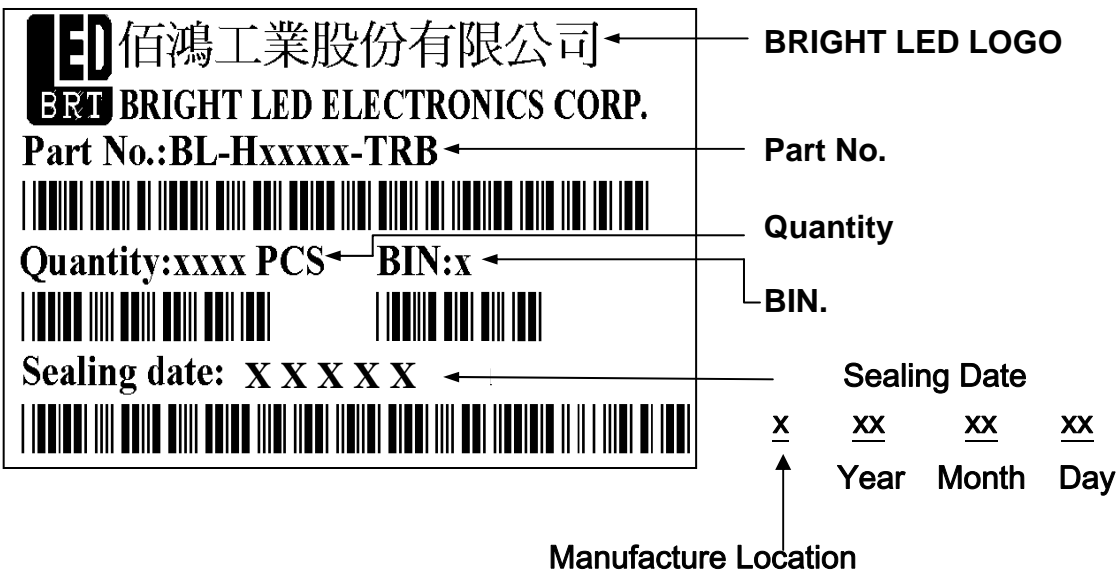 LED 佰鴻工業股份有限公司
BRT BRIGHT LED ELECTRONICS CORP.
Part No.:BL-Hxxxxx-TRB
Quantity:xxxx PCS BIN:x
Sealing date: X X X X X
BRIGHT LED LOGO
Part No.
Quantity
BIN.
Sealing Date
x xx xx xx
Year Month Day
Manufacture Location